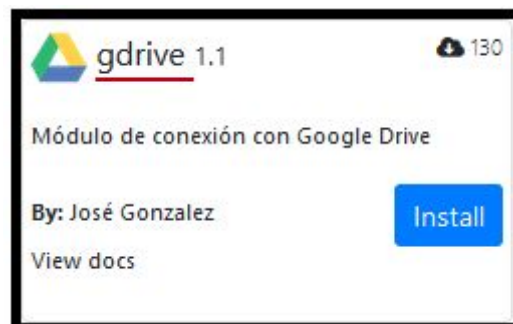 gdrive 1.1
130
Módulo de conexión con Google Drive
By: José Gonzalez
Install
View docs